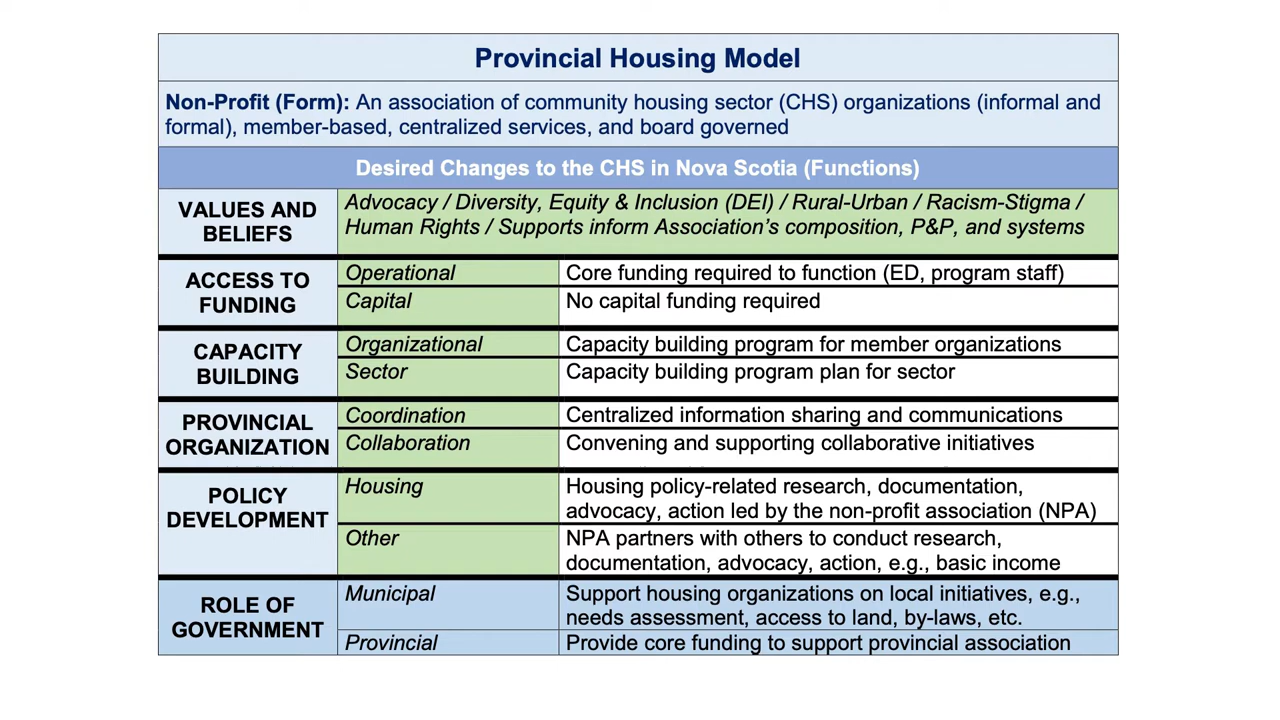 Provincial Housing Model
Non-Profit (Form): An association of community housing sector (CHS) organizations (informal and
formal), member-based, centralized services, and board governed
Desired Changes to the CHS in Nova Scotia (Functions)
VALUES AND
BELIEFS
Advocacy / Diversity, Equity & Inclusion (DEI) / Rural-Urban / Racism-Stigma /
Human Rights / Supports inform Association's composition, P&P, and systems
ACCESS TO
FUNDING
Operational
Core funding required to function (ED, program staff)
Capital
No capital funding required
CAPACITY
BUILDING
Organizational
Capacity building program for member organizations
Sector
Capacity building program plan for sector
PROVINCIAL
ORGANIZATION
Coordination
Centralized information sharing and communications
Collaboration
Convening and supporting collaborative initiatives
POLICY
DEVELOPMENT
Housing
Housing policy-related research, documentation,
advocacy, action led by the non-profit association (NPA)
Other
NPA partners with others to conduct research,
documentation, advocacy, action, e.g., basic income
ROLE OF
GOVERNMENT
Municipal
Support housing organizations on local initiatives, e.g.,
needs assessment, access to land, by-laws, etc.
Provincial
Provide core funding to support provincial association